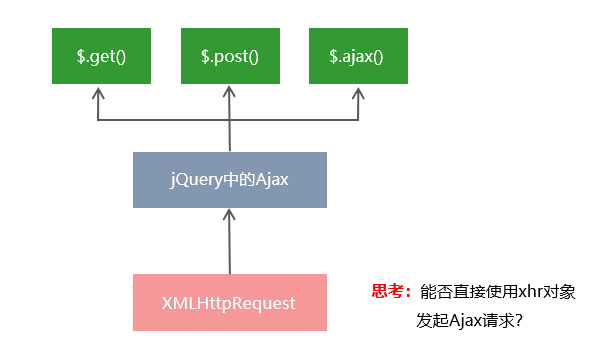 $.get()
$.post()
$.ajax()
jQuery中的Ajax
XMLHttpRequest
思考：能否直接使用xhr对象
发起Ajax请求？